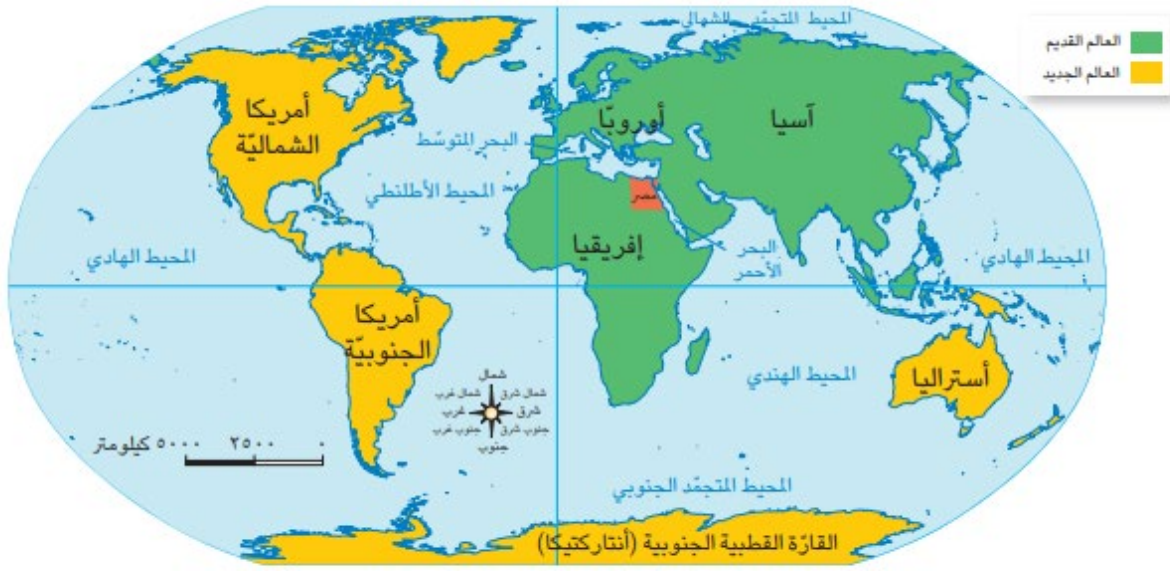 المحيط المتجمّد الشمالي
العالم القديم
العالم الجديد
أمريكا
الشماليّة
أوروبّا
آسيا
البحر المتوسّط
المحيط الأطلنطي
مصر
إفريقيا
البحر
الأحمر
المحيط الهادي
المحيط الهادي
أمريكا
الجنوبيّة
المحيط الهندي
أستراليا
شمال
شمال غرب
شمال شرق
غرب
شرق
جنوب غرب
جنوب شرق
جنوب
٠ ٢٥٠٠ ٥٠٠٠ كيلومتر
المحيط المتجمّد الجنوبي
القارّة القطبية الجنوبية (أنتاركتيكا)